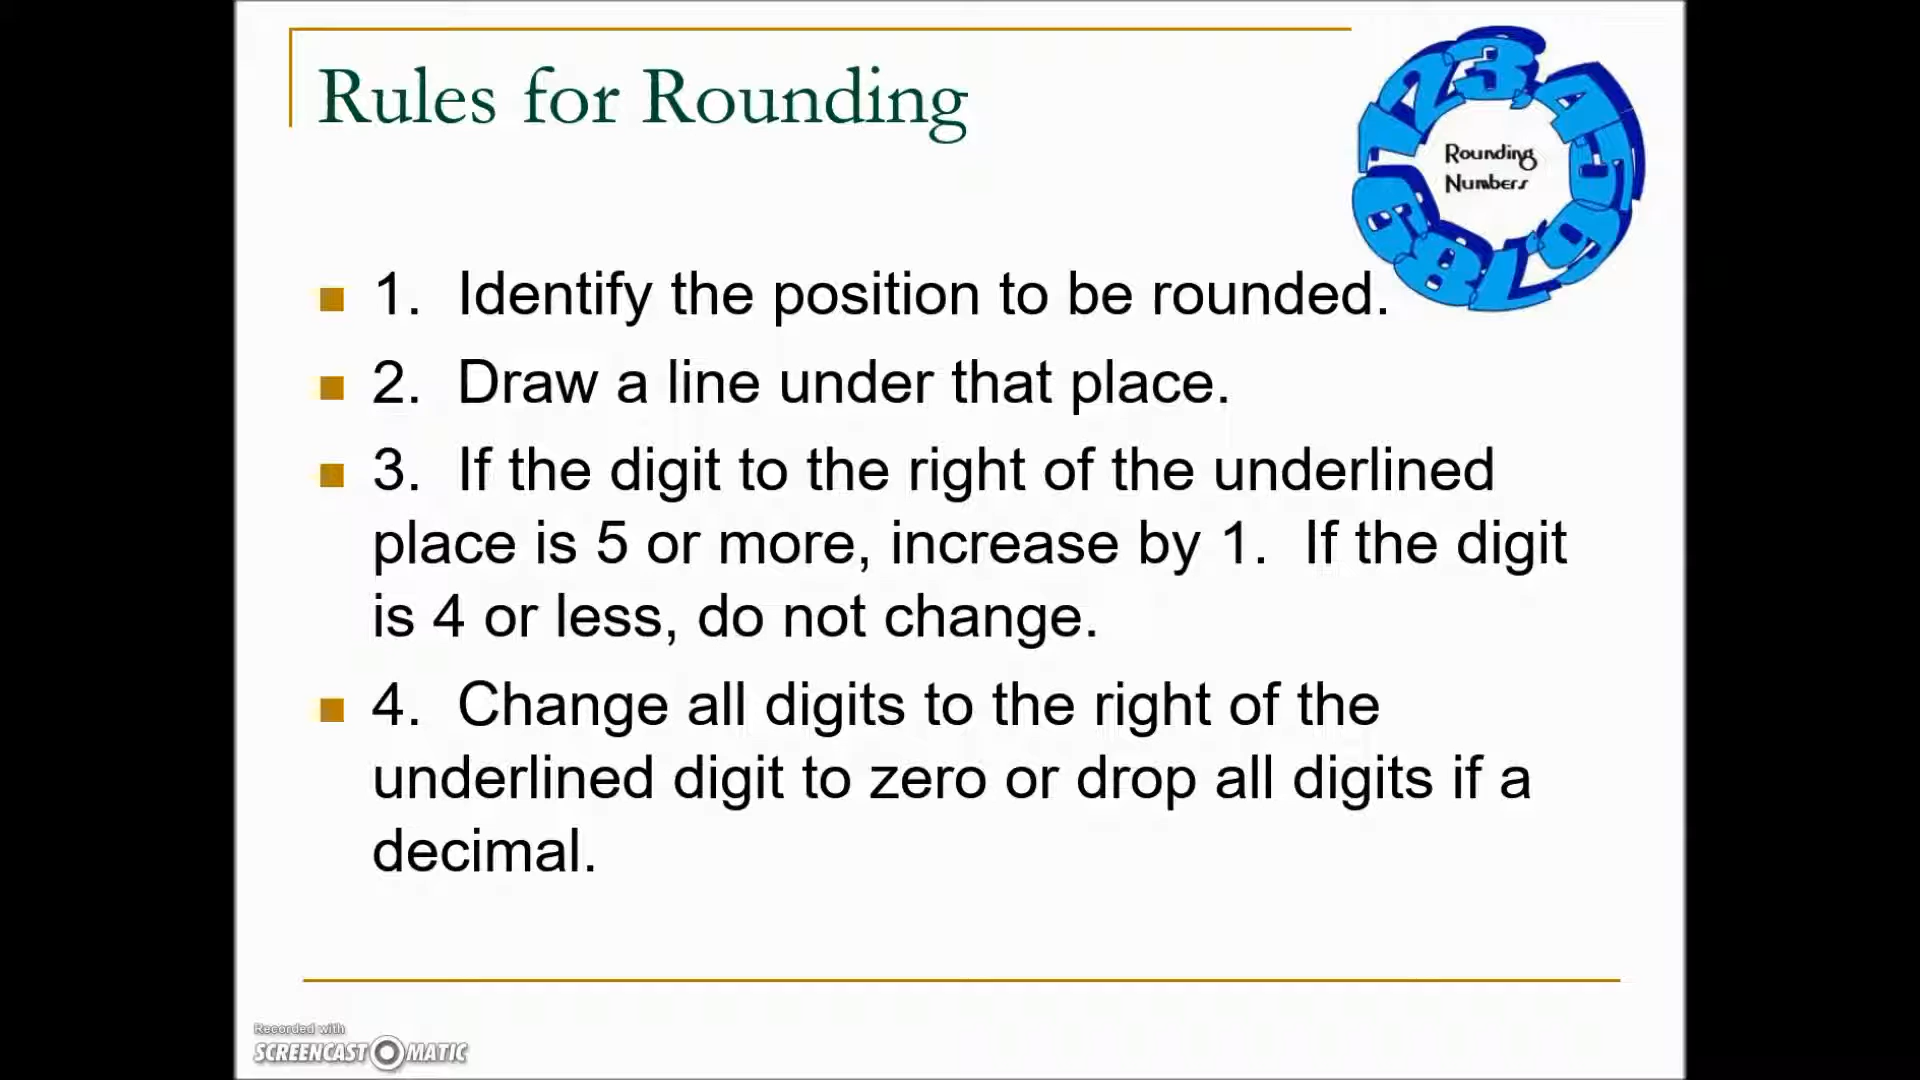 Rules for Rounding
Rounding
Numbers
1. Identify the position to be rounded.
2. Draw a line under that place.
3. If the digit to the right of the underlined
place is 5 or more, increase by 1. If the digit
is 4 or less, do not change.
4. Change all digits to the right of the
underlined digit to zero or drop all digits if a
decimal.
Recorded with
SCREENCAST O MATIC